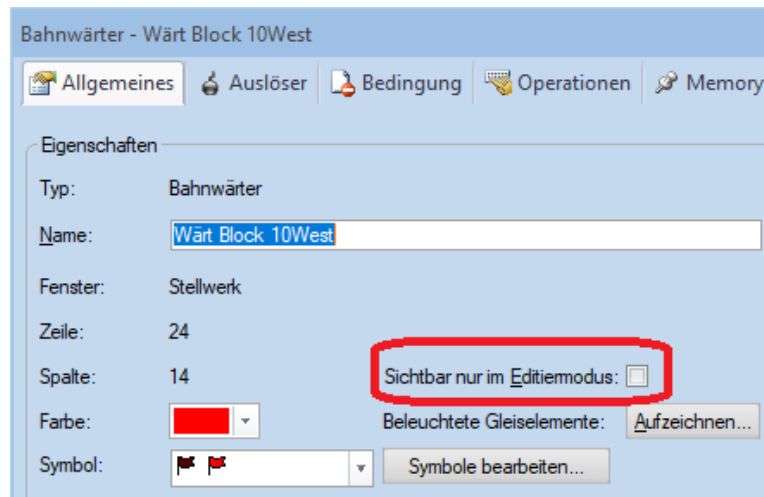 Bahnwärter - Wärt Block 10West
Allgemeines Auslöser Bedingung Operationen Memory
Eigenschaften
Typ: Bahnwärter
Name: Wärt Block 10West
Fenster: Stellwerk
Zeile: 24
Spalte: 14 Sichtbar nur im Editiermodus:
Farbe: Beleuchtete Gleiselemente: Aufzeichnen...
Symbol: Symbole bearbeiten...